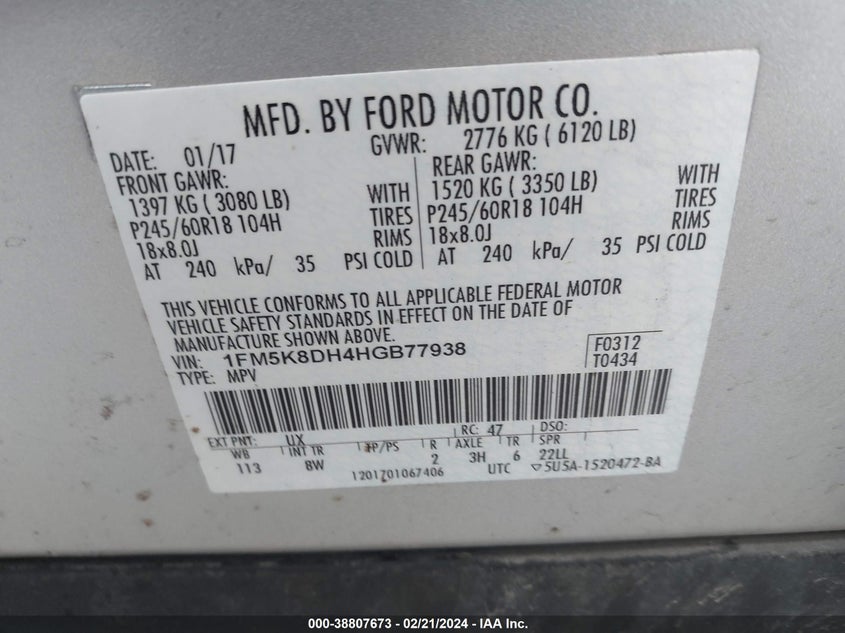 MFD. BY FORD MOTOR CO.
DATE: 01/17 GVWR: 2776 KG ( 6120 LB)
FRONT GAWR: REAR GAWR:
1397 KG ( 3080 LB) WITH 1520 KG ( 3350 LB) WITH
P245/60R18 104H TIRES P245/60R18 104H TIRES
18x8.0J RIMS 18x8.0J RIMS
AT 240 kPa/ 35 PSI COLD AT 240 kPa/ 35 PSI COLD
THIS VEHICLE CONFORMS TO ALL APPLICABLE FEDERAL MOTOR
VEHICLE SAFETY STANDARDS IN EFFECT ON THE DATE OF
MANUFACTURE SHOWN ABOVE.
VIN: 1FM5K8DH4HGB77938 F0312
TYPE: MPV T0434
EXT PNT: UX RC: 47 DSO:
WB INT TR TP/PS R AXLE TR SPR
113 8W 2 3H 6 22LL
1201701067406 UTC ▽5U5A-1520472-BA
000-38807673 - 02/21/2024 - IAA, Inc.